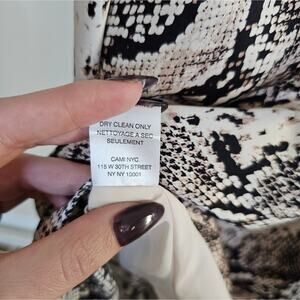 DRY CLEAN ONLY
NETTOYAGE A SEC
SEULEMENT
CAMI NYC
115 W 30TH STREET
NY NY 10001